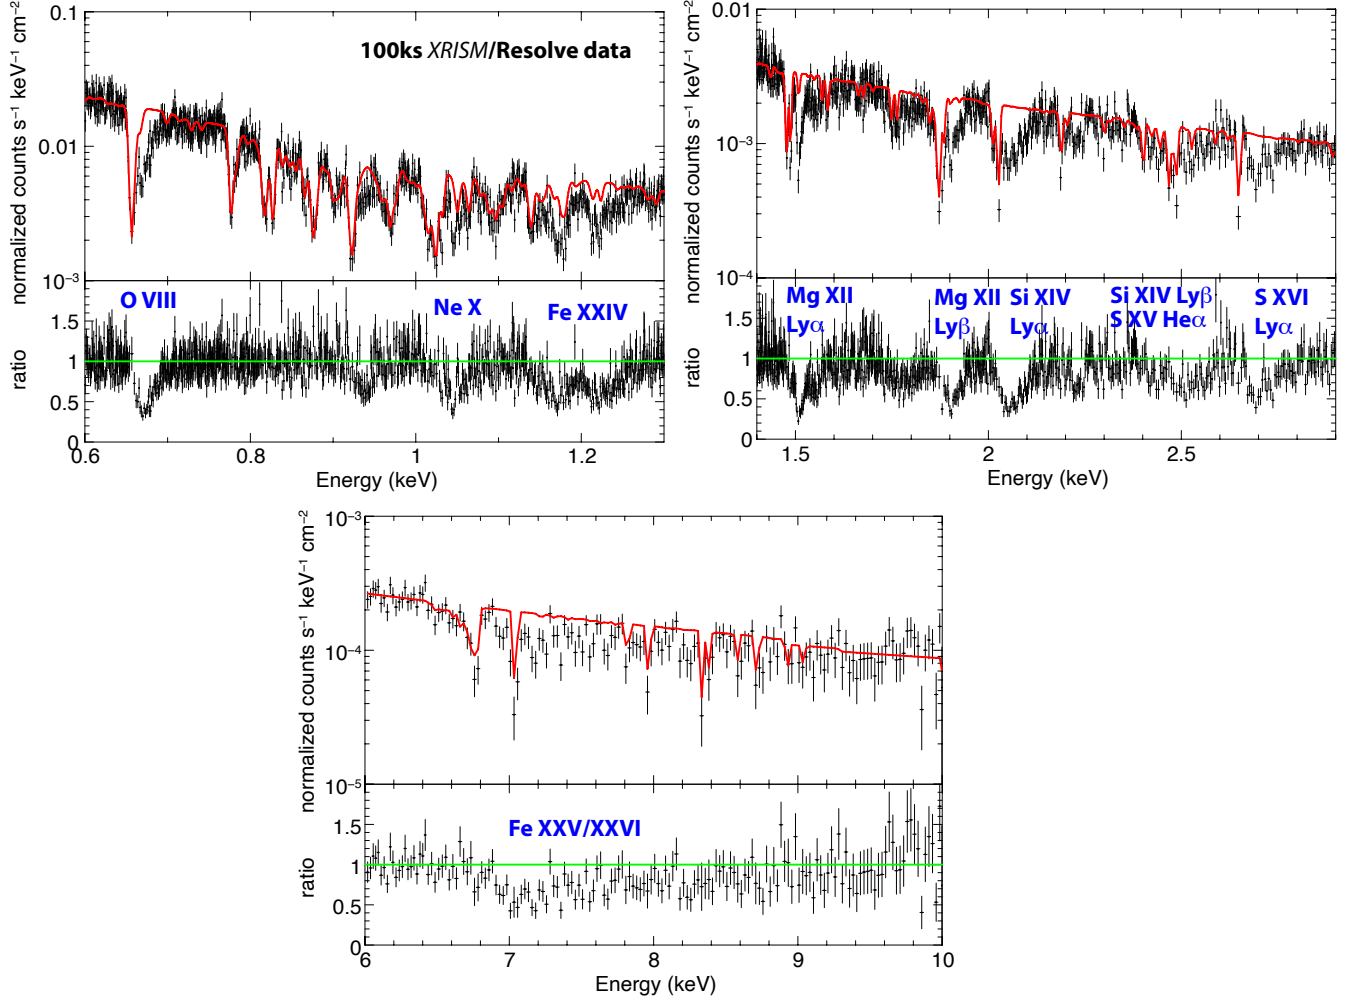 0.1
0.01
10⁻³
normalized counts s⁻¹ keV⁻¹ cm⁻²
100ks XRISM/Resolve data
1.5
1
0.5
0
ratio
O VIII
Ne X
Fe XXIV
0.6
0.8
1
1.2
Energy (keV)
0.01
10⁻³
10⁻⁴
normalized counts s⁻¹ keV⁻¹ cm⁻²
1.5
1
0.5
0
ratio
Mg XII
Lyα
Mg XII
Lyβ
Si XIV
Lyα
Si XIV Lyβ
S XV Heα
S XVI
Lyα
1.5
2
2.5
Energy (keV)
10⁻³
10⁻⁴
10⁻⁵
normalized counts s⁻¹ keV⁻¹ cm⁻²
1.5
1
0.5
0
ratio
Fe XXV/XXVI
6
7
8
9
10
Energy (keV)